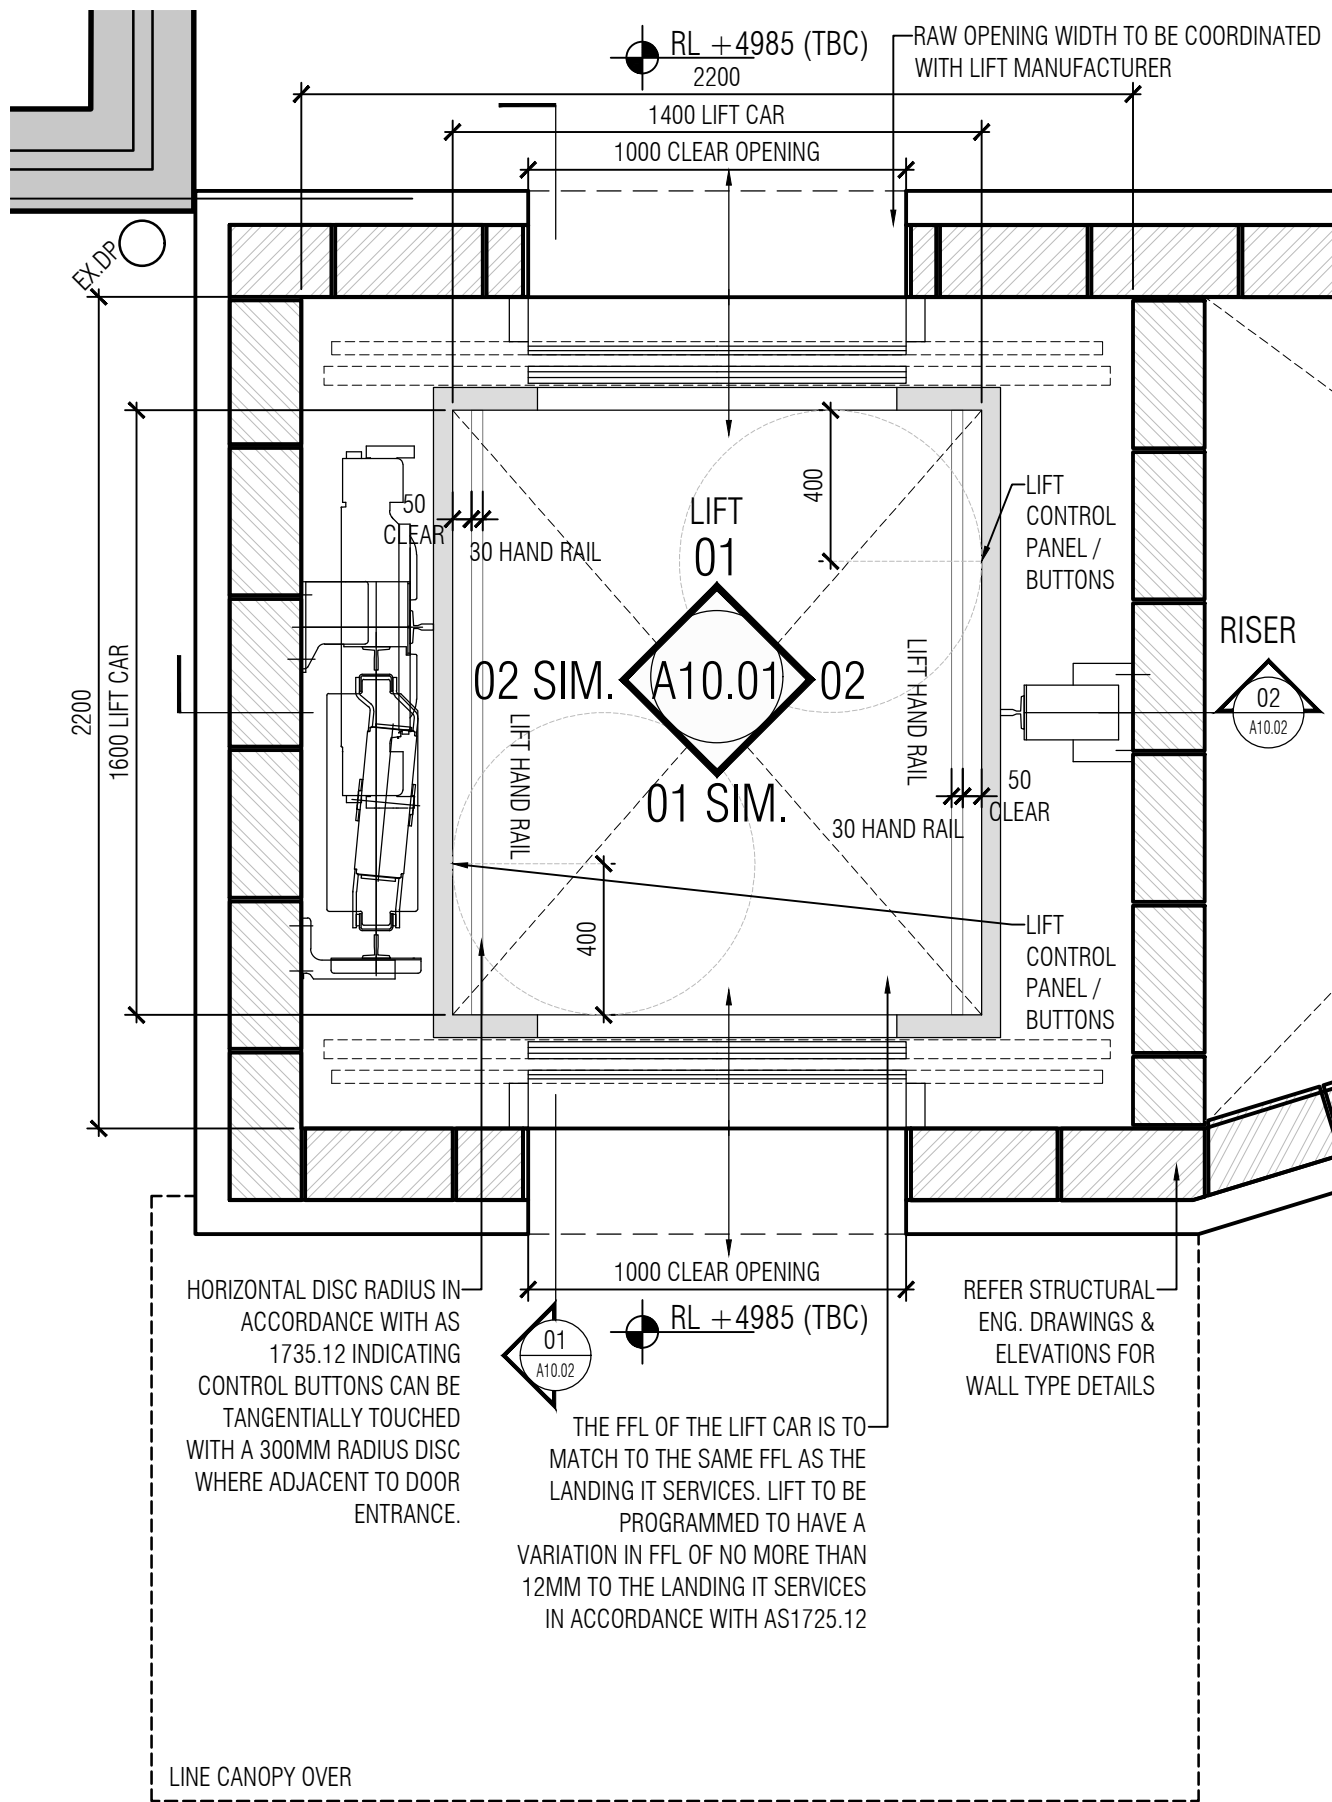 RL +4985 (TBC)
RAW OPENING WIDTH TO BE COORDINATED
WITH LIFT MANUFACTURER
2200
1400 LIFT CAR
1000 CLEAR OPENING
EX.DP
400
50
CLEAR
30 HAND RAIL
LIFT
01
LIFT
CONTROL
PANEL /
BUTTONS
RISER
02
A10.02
2200
1600 LIFT CAR
02 SIM.
A10.01
02
01 SIM.
LIFT HAND RAIL
LIFT HAND RAIL
50
CLEAR
30 HAND RAIL
400
LIFT
CONTROL
PANEL /
BUTTONS
1000 CLEAR OPENING
RL +4985 (TBC)
01
A10.02
HORIZONTAL DISC RADIUS IN
ACCORDANCE WITH AS
1735.12 INDICATING
CONTROL BUTTONS CAN BE
TANGENTIALLY TOUCHED
WITH A 300MM RADIUS DISC
WHERE ADJACENT TO DOOR
ENTRANCE.
REFER STRUCTURAL
ENG. DRAWINGS &
ELEVATIONS FOR
WALL TYPE DETAILS
THE FFL OF THE LIFT CAR IS TO
MATCH TO THE SAME FFL AS THE
LANDING IT SERVICES. LIFT TO BE
PROGRAMMED TO HAVE A
VARIATION IN FFL OF NO MORE THAN
12MM TO THE LANDING IT SERVICES
IN ACCORDANCE WITH AS1725.12
LINE CANOPY OVER